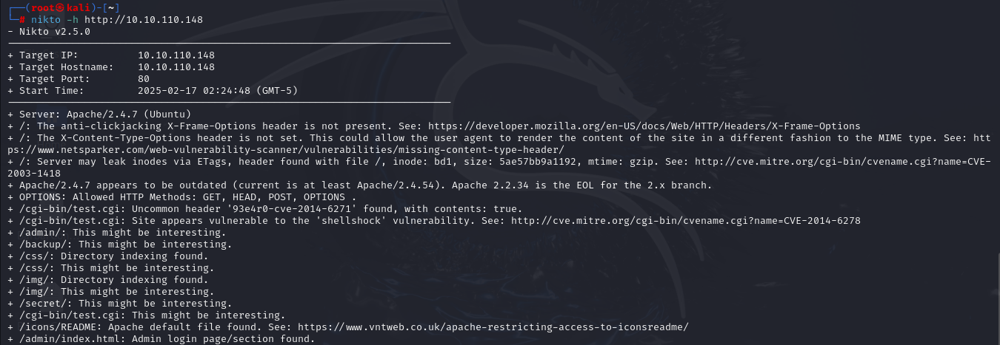 ┌──(root㉿kali)-[~]
└─# nikto -h http://10.10.110.148
- Nikto v2.5.0
---------------------------------------------------------------------------
+ Target IP:          10.10.110.148
+ Target Hostname:    10.10.110.148
+ Target Port:        80
+ Start Time:         2025-02-17 02:24:48 (GMT-5)
---------------------------------------------------------------------------
+ Server: Apache/2.4.7 (Ubuntu)
+ /: The anti-clickjacking X-Frame-Options header is not present. See: https://developer.mozilla.org/en-US/docs/Web/HTTP/Headers/X-Frame-Options
+ /: The X-Content-Type-Options header is not set. This could allow the user agent to render the content of the site in a different fashion to the MIME type. See: htt
ps://www.netsparker.com/web-vulnerability-scanner/vulnerabilities/missing-content-type-header/
+ /: Server may leak inodes via ETags, header found with file /, inode: bd1, size: 5ae57bb9a1192, mtime: gzip. See: http://cve.mitre.org/cgi-bin/cvename.cgi?name=CVE-
2003-1418
+ Apache/2.4.7 appears to be outdated (current is at least Apache/2.4.54). Apache 2.2.34 is the EOL for the 2.x branch.
+ OPTIONS: Allowed HTTP Methods: GET, HEAD, POST, OPTIONS .
+ /cgi-bin/test.cgi: Uncommon header '93e4r0-cve-2014-6271' found, with contents: true.
+ /cgi-bin/test.cgi: Site appears vulnerable to the 'shellshock' vulnerability. See: http://cve.mitre.org/cgi-bin/cvename.cgi?name=CVE-2014-6278
+ /admin/: This might be interesting.
+ /backup/: This might be interesting.
+ /css/: Directory indexing found.
+ /css/: This might be interesting.
+ /img/: Directory indexing found.
+ /img/: This might be interesting.
+ /secret/: This might be interesting.
+ /cgi-bin/test.cgi: This might be interesting.
+ /icons/README: Apache default file found. See: https://www.vntweb.co.uk/apache-restricting-access-to-iconsreadme/
+ /admin/index.html: Admin login page/section found.